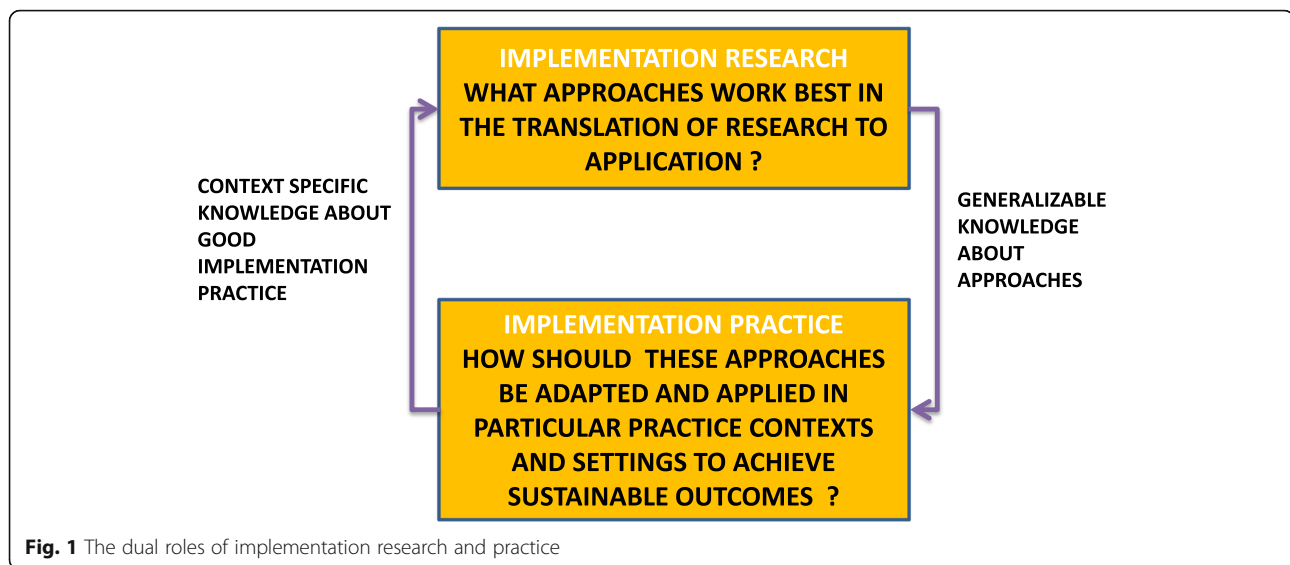 IMPLEMENTATION RESEARCH
WHAT APPROACHES WORK BEST IN
THE TRANSLATION OF RESEARCH TO
APPLICATION ?
CONTEXT SPECIFIC
KNOWLEDGE ABOUT
GOOD
IMPLEMENTATION
PRACTICE
GENERALIZABLE
KNOWLEDGE
ABOUT
APPROACHES
IMPLEMENTATION PRACTICE
HOW SHOULD THESE APPROACHES
BE ADAPTED AND APPLIED IN
PARTICULAR PRACTICE CONTEXTS
AND SETTINGS TO ACHIEVE
SUSTAINABLE OUTCOMES ?
Fig. 1 The dual roles of implementation research and practice